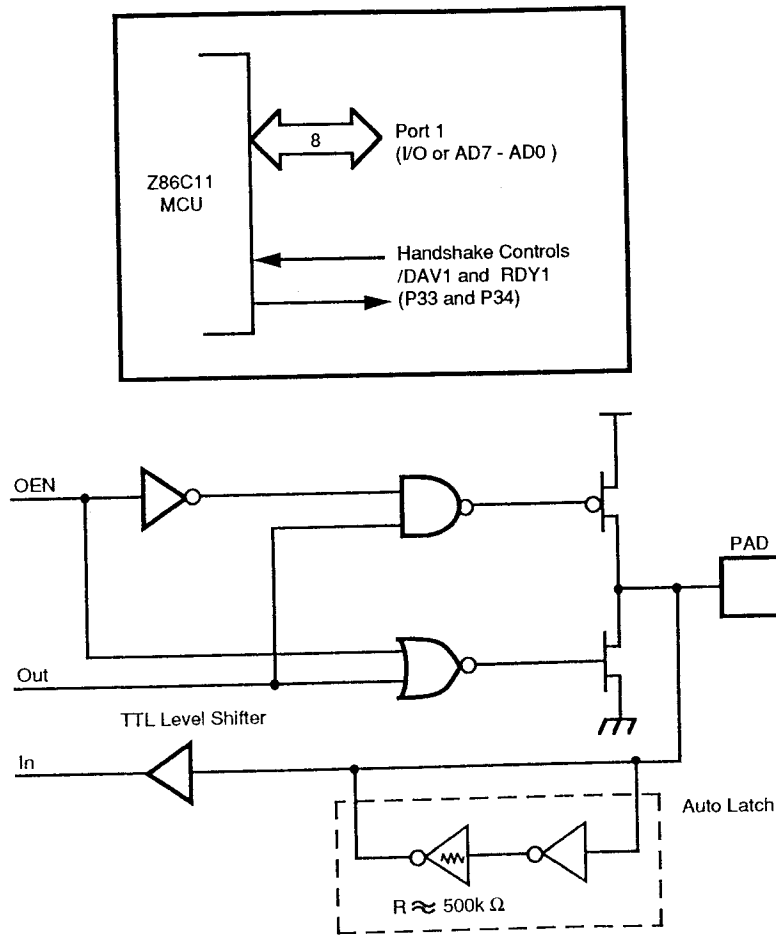 Z86C11
MCU
8
Port 1
(I/O or AD7 - AD0 )
Handshake Controls
/DAV1 and RDY1
(P33 and P34)
OEN
PAD
Out
TTL Level Shifter
In
Auto Latch
R ≈ 500k Ω